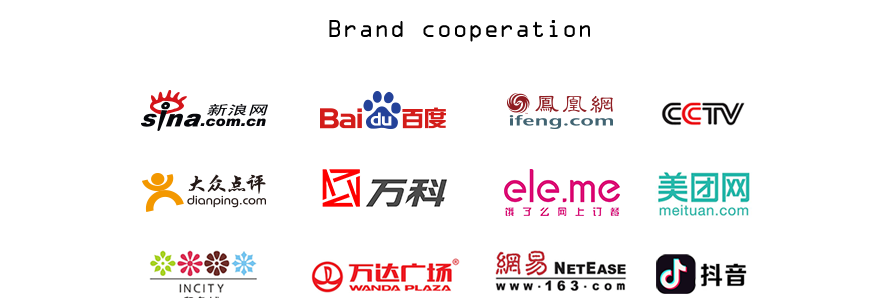 Brand cooperation
sina 新浪网
.com.cn
Bai du 百度
鳳凰網
ifeng.com
CCTV
大众点评
dianping.com
万科
ele.me
饿了么网上订餐
美团网
meituan.com
INCITY
万达广场®
WANDA PLAZA
網易 NETEASE
www.163.com
抖音